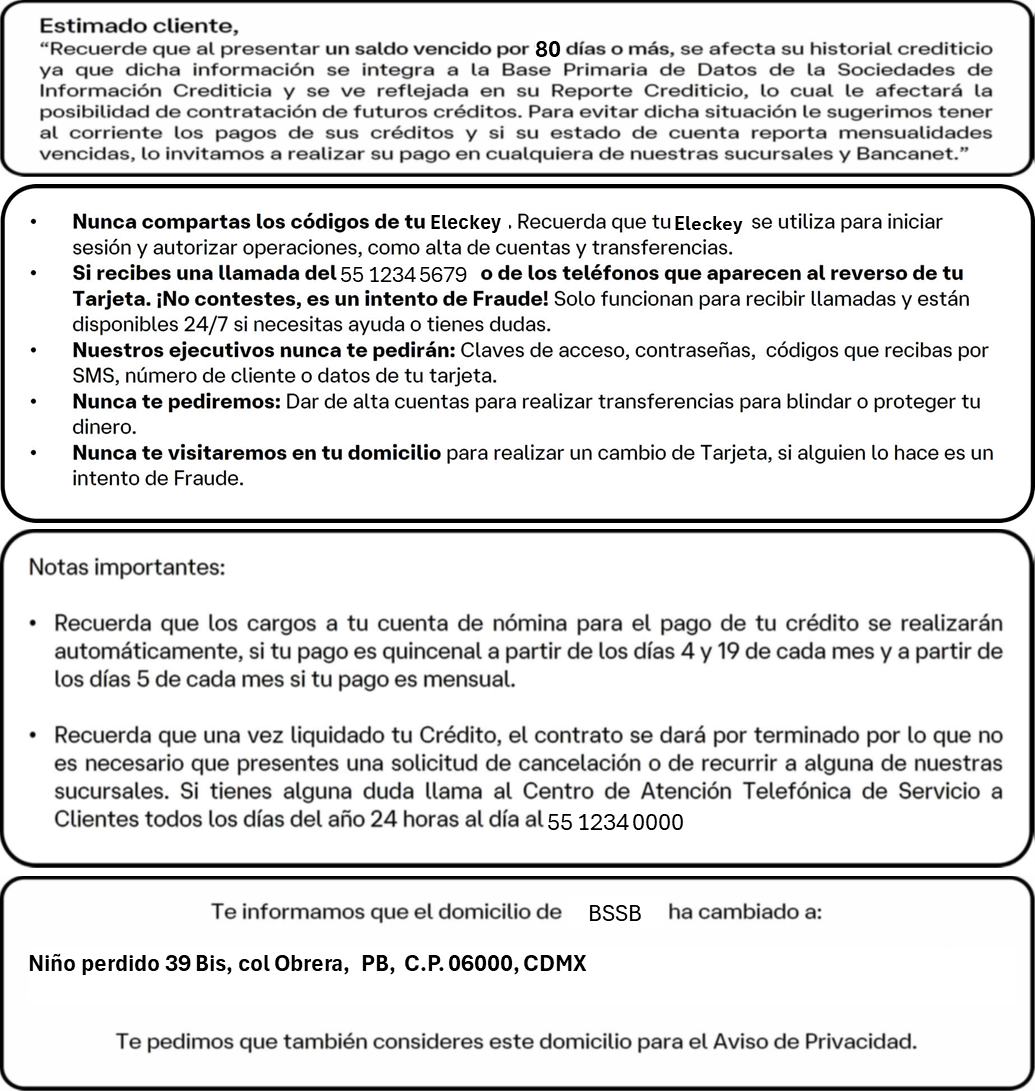 Estimado cliente,
“Recuerde que al presentar un saldo vencido por 80 días o más, se afecta su historial crediticio
ya que dicha información se integra a la Base Primaria de Datos de la Sociedades de
Información Crediticia y se ve reflejada en su Reporte Crediticio, lo cual le afectará la
posibilidad de contratación de futuros créditos. Para evitar dicha situación le sugerimos tener
al corriente los pagos de sus créditos y si su estado de cuenta reporta mensualidades
vencidas, lo invitamos a realizar su pago en cualquiera de nuestras sucursales y Bancanet.”
• Nunca compartas los códigos de tu Eleckey . Recuerda que tu Eleckey se utiliza para iniciar
sesión y autorizar operaciones, como alta de cuentas y transferencias.
• Si recibes una llamada del 55 1234 5679 o de los teléfonos que aparecen al reverso de tu
Tarjeta. ¡No contestes, es un intento de Fraude! Solo funcionan para recibir llamadas y están
disponibles 24/7 si necesitas ayuda o tienes dudas.
• Nuestros ejecutivos nunca te pedirán: Claves de acceso, contraseñas, códigos que recibas por
SMS, número de cliente o datos de tu tarjeta.
• Nunca te pediremos: Dar de alta cuentas para realizar transferencias para blindar o proteger tu
dinero.
• Nunca te visitaremos en tu domicilio para realizar un cambio de Tarjeta, si alguien lo hace es un
intento de Fraude.
Notas importantes:
• Recuerda que los cargos a tu cuenta de nómina para el pago de tu crédito se realizarán
automáticamente, si tu pago es quincenal a partir de los días 4 y 19 de cada mes y a partir de
los días 5 de cada mes si tu pago es mensual.
• Recuerda que una vez liquidado tu Crédito, el contrato se dará por terminado por lo que no
es necesario que presentes una solicitud de cancelación o de recurrir a alguna de nuestras
sucursales. Si tienes alguna duda llama al Centro de Atención Telefónica de Servicio a
Clientes todos los días del año 24 horas al día al 55 1234 0000
Te informamos que el domicilio de BSSB ha cambiado a:
Niño perdido 39 Bis, col Obrera, PB, C.P. 06000, CDMX
Te pedimos que también consideres este domicilio para el Aviso de Privacidad.